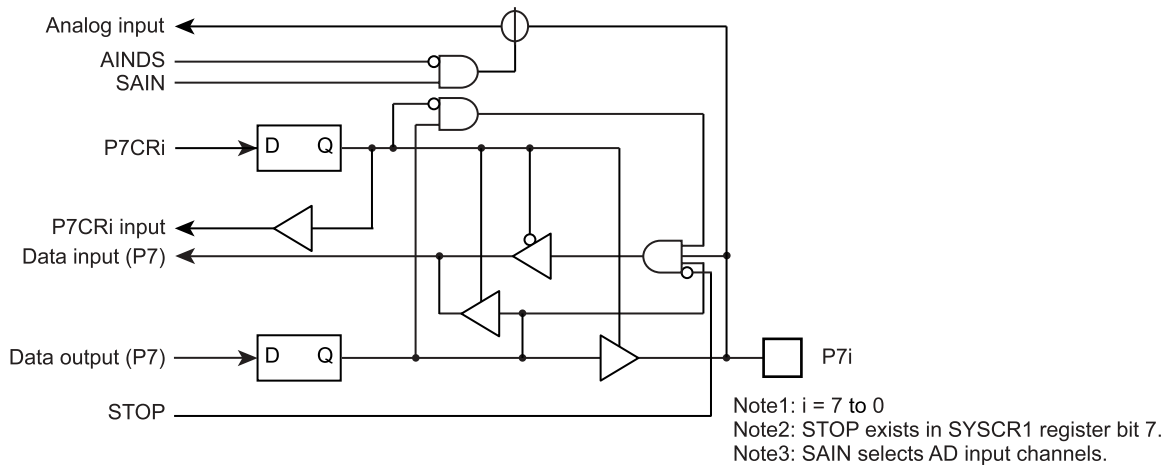 Analog input
AINDS
SAIN
P7CRi
D Q
P7CRi input
Data input (P7)
Data output (P7)
D Q
P7i
STOP
Note1: i = 7 to 0
Note2: STOP exists in SYSCR1 register bit 7.
Note3: SAIN selects AD input channels.